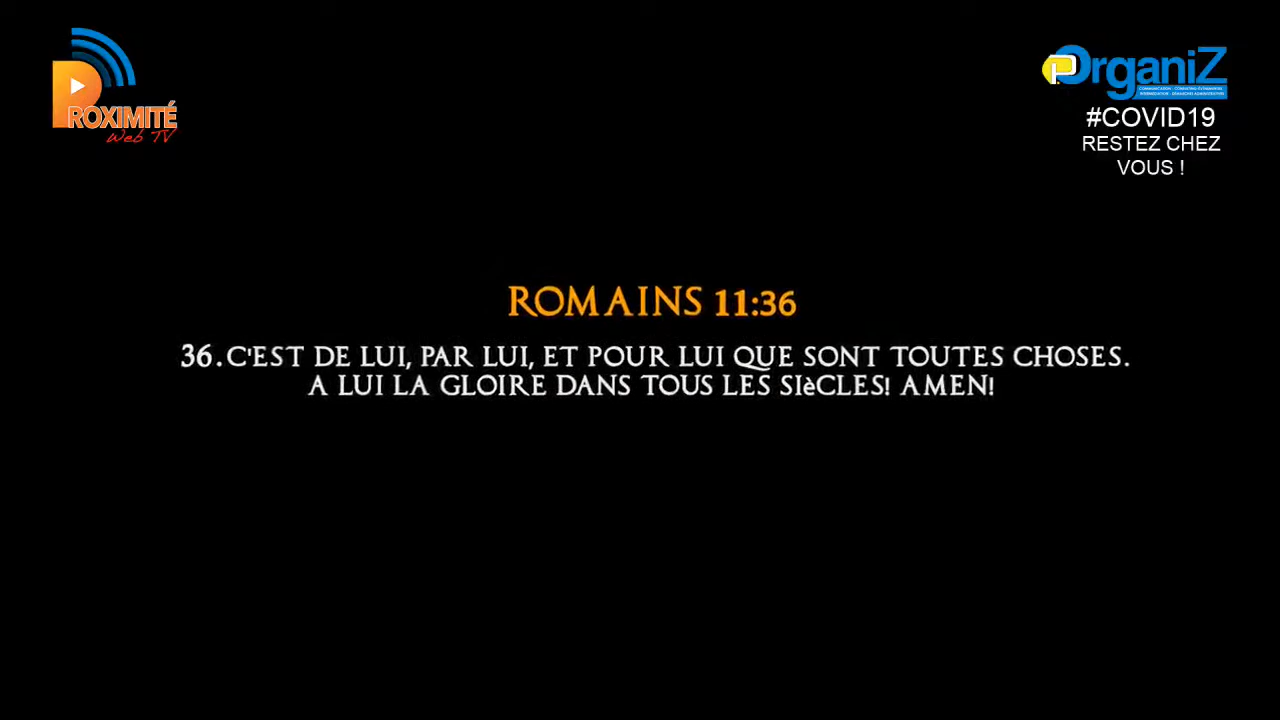 PROXIMITÉ
Web TV
P.OrganiZ
#COVID19
RESTEZ CHEZ
VOUS !
ROMAINS 11:36
36.C'EST DE LUI, PAR LUI, ET POUR LUI QUE SONT TOUTES CHOSES.
A LUI LA GLOIRE DANS TOUS LES SIèCLES! AMEN!